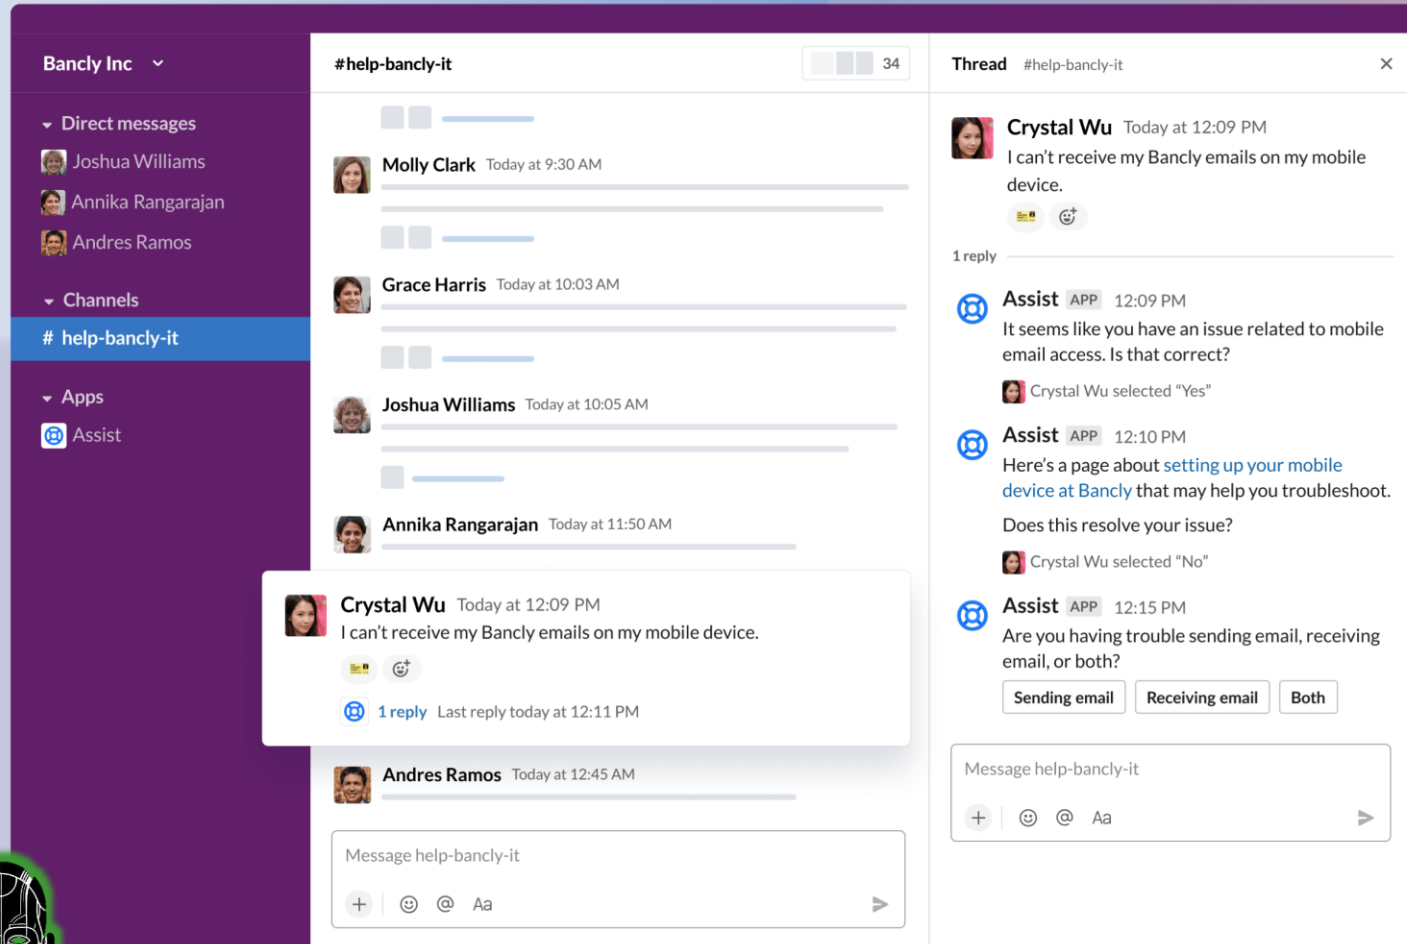 Bancly Inc
Direct messages
Joshua Williams
Annika Rangarajan
Andres Ramos
Channels
# help-bancly-it
Apps
Assist
#help-bancly-it
34
Molly Clark Today at 9:30 AM
Grace Harris Today at 10:03 AM
Joshua Williams Today at 10:05 AM
Annika Rangarajan Today at 11:50 AM
Crystal Wu Today at 12:09 PM
I can’t receive my Bancly emails on my mobile device.
1 reply Last reply today at 12:11 PM
Andres Ramos Today at 12:45 AM
Message help-bancly-it
+ @ Aa
Thread #help-bancly-it
Crystal Wu Today at 12:09 PM
I can’t receive my Bancly emails on my mobile
device.
1 reply
Assist APP 12:09 PM
It seems like you have an issue related to mobile
email access. Is that correct?
Crystal Wu selected “Yes”
Assist APP 12:10 PM
Here’s a page about setting up your mobile
device at Bancly that may help you troubleshoot.
Does this resolve your issue?
Crystal Wu selected “No”
Assist APP 12:15 PM
Are you having trouble sending email, receiving
email, or both?
Sending email Receiving email Both
Message help-bancly-it
+ @ Aa